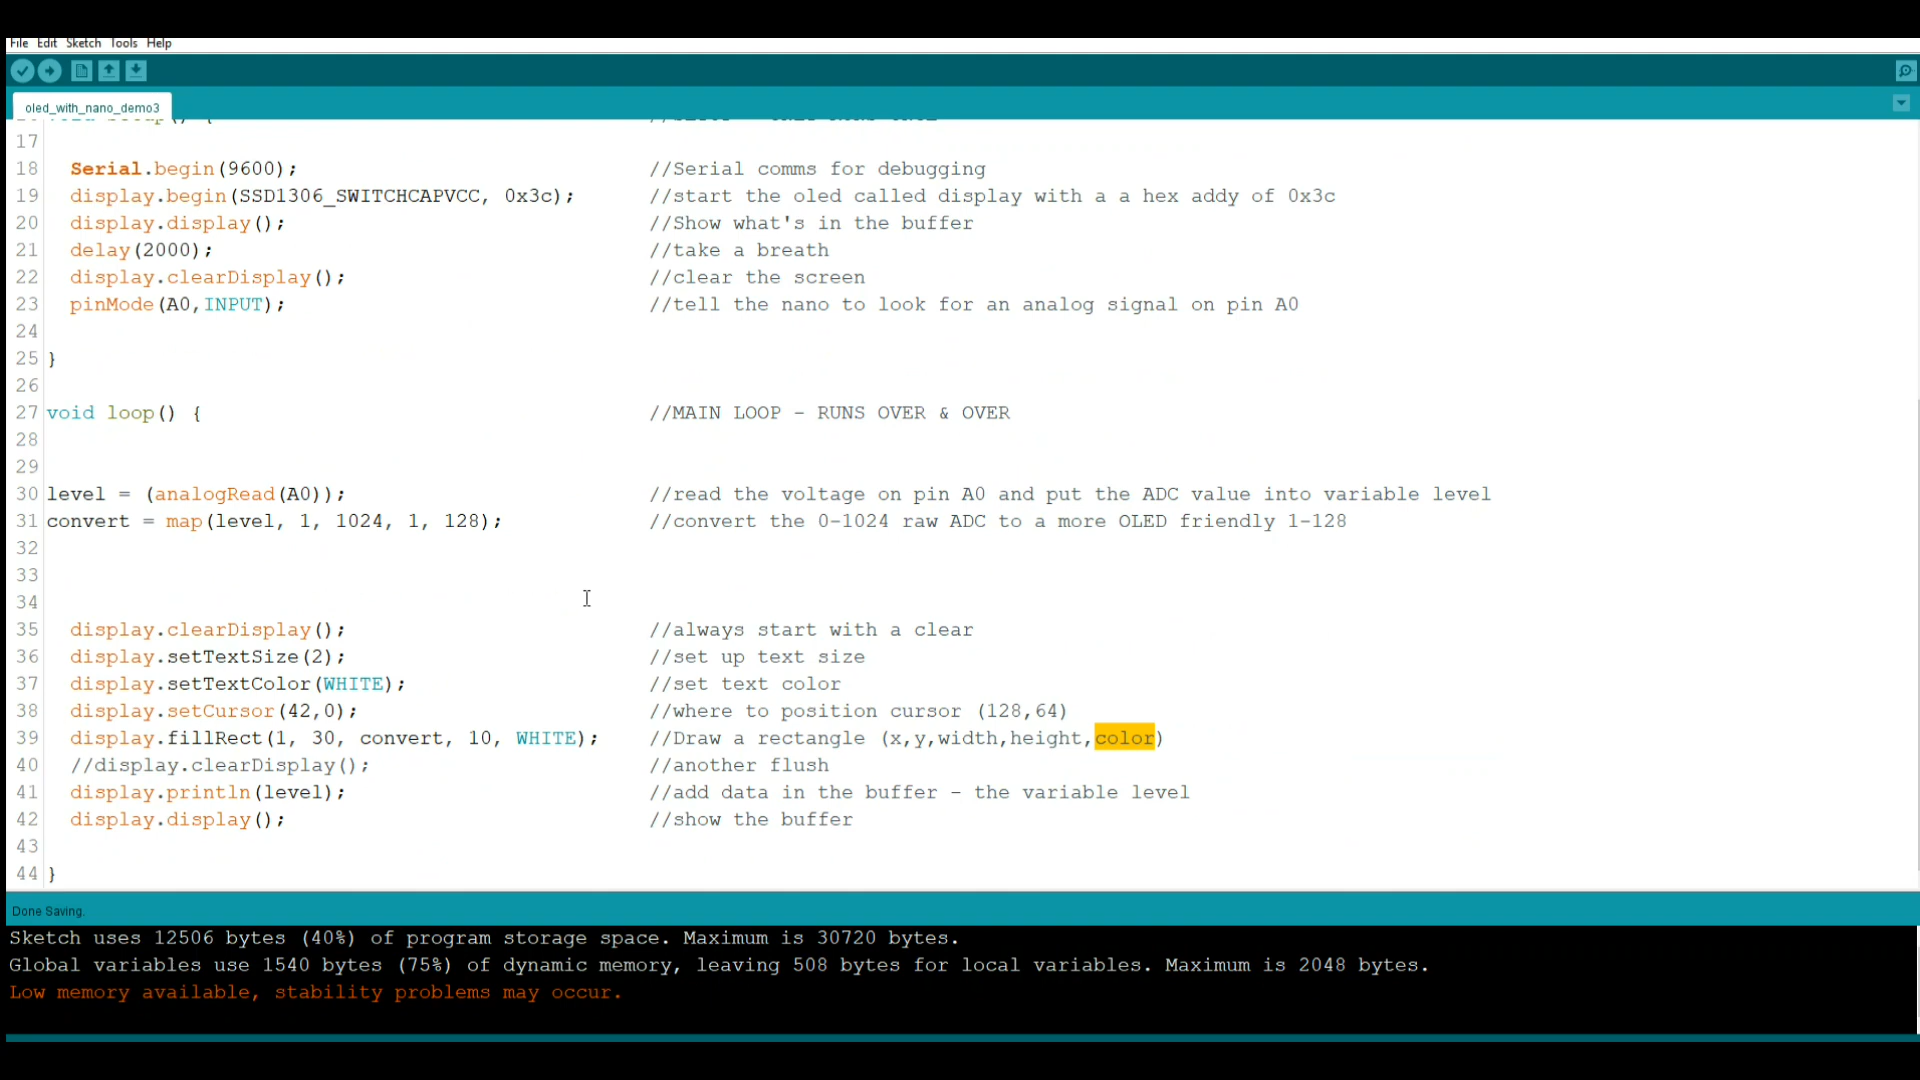 File Edit Sketch Tools Help
oled_with_nano_demo3
17
18 Serial.begin(9600); //Serial comms for debugging
19 display.begin(SSD1306_SWITCHCAPVCC, 0x3c); //start the oled called display with a a hex addy of 0x3c
20 display.display(); //Show what's in the buffer
21 delay(2000); //take a breath
22 display.clearDisplay(); //clear the screen
23 pinMode(A0,INPUT); //tell the nano to look for an analog signal on pin A0
24
25 }
26
27 void loop() { //MAIN LOOP - RUNS OVER & OVER
28
29
30 level = (analogRead(A0)); //read the voltage on pin A0 and put the ADC value into variable level
31 convert = map(level, 1, 1024, 1, 128); //convert the 0-1024 raw ADC to a more OLED friendly 1-128
32
33
34
35 display.clearDisplay(); //always start with a clear
36 display.setTextSize(2); //set up text size
37 display.setTextColor(WHITE); //set text color
38 display.setCursor(42,0); //where to position cursor (128,64)
39 display.fillRect(1, 30, convert, 10, WHITE); //Draw a rectangle (x,y,width,height,color)
40 //display.clearDisplay(); //another flush
41 display.println(level); //add data in the buffer - the variable level
42 display.display(); //show the buffer
43
44 }
Done Saving.
Sketch uses 12506 bytes (40%) of program storage space. Maximum is 30720 bytes.
Global variables use 1540 bytes (75%) of dynamic memory, leaving 508 bytes for local variables. Maximum is 2048 bytes.
Low memory available, stability problems may occur.